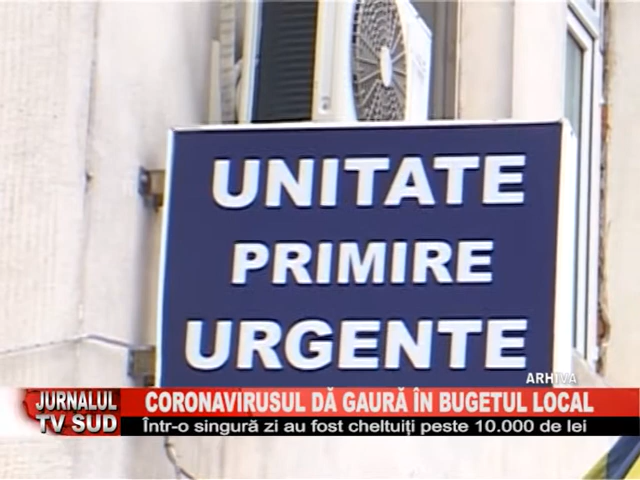 UNITATE
PRIMIRE
URGENTE
ARHIVA
JURNALUL
TV SUD
CORONAVIRUSUL DĂ GAURĂ ÎN BUGETUL LOCAL
Într-o singură zi au fost cheltuiți peste 10.000 de lei